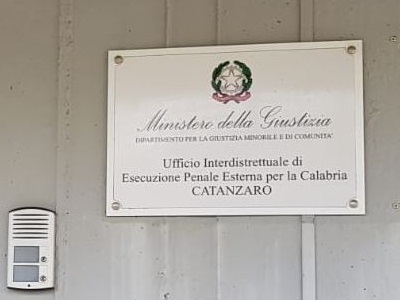 Ministero della Giustizia
DIPARTIMENTO PER LA GIUSTIZIA MINORILE E DI COMUNITA'
Ufficio Interdistrettuale di
Esecuzione Penale Esterna per la Calabria
CATANZARO